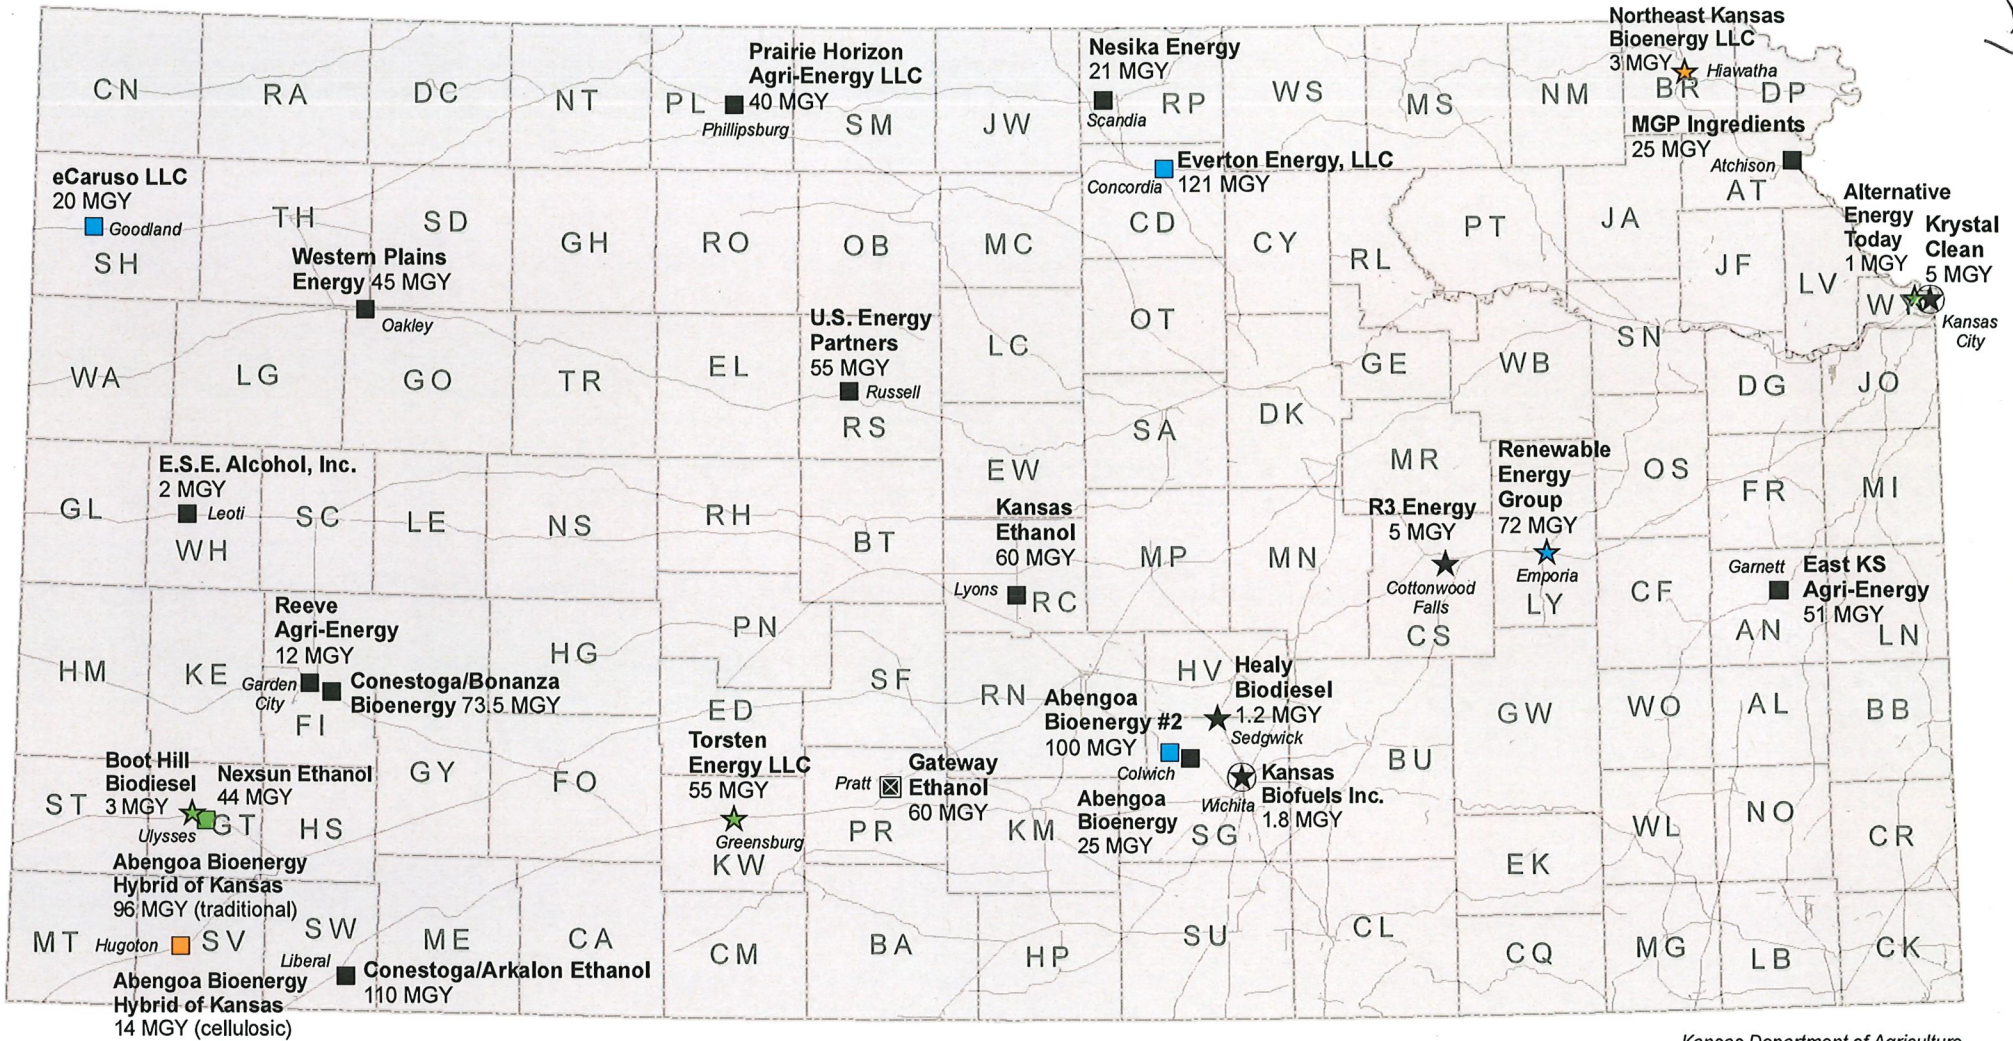 Northeast Kansas
Bioenergy LLC
3 MGY
Hiawatha
Prairie Horizon
Agri-Energy LLC
40 MGY
Phillipsburg
Nesika Energy
21 MGY
Scandia
CN
RA
DC
NT
PL
SM
JW
RP
WS
MS
NM
BR
DP
MGP Ingredients
25 MGY
Atchison
AT
eCaruso LLC
20 MGY
Goodland
SH
Everton Energy, LLC
121 MGY
Concordia
CD
TH
SD
GH
RO
OB
MC
CY
RL
PT
JA
JF
LV
WY
Alternative
Energy
Today
1 MGY
Krystal
Clean
5 MGY
Kansas
City
Western Plains
Energy 45 MGY
Oakley
U.S. Energy
Partners
55 MGY
Russell
RS
WA
LG
GO
TR
EL
LC
OT
SA
DK
GE
WB
SN
DG
JO
E.S.E. Alcohol, Inc.
2 MGY
Leoti
WH
GL
SC
LE
NS
RH
BT
EW
Kansas
Ethanol
60 MGY
Lyons
RC
MP
MN
MR
R3 Energy
5 MGY
Cottonwood
Falls
CS
Renewable
Energy
Group
72 MGY
Emporia
LY
OS
FR
MI
CF
Garnett
East KS
Agri-Energy
51 MGY
AN
LN
Reeve
Agri-Energy
12 MGY
Garden
City
Conestoga/Bonanza
Bioenergy 73.5 MGY
FI
HM
KE
HG
PN
ED
SF
RN
HV
Healy
Biodiesel
1.2 MGY
Sedgwick
Abengoa
Bioenergy #2
100 MGY
Colwich
Abengoa
Bioenergy
25 MGY
Kansas
Biofuels Inc.
1.8 MGY
Wichita
SG
BU
GW
WO
AL
BB
Boot Hill
Biodiesel
3 MGY
Nexsun Ethanol
44 MGY
Ulysses
GT
ST
HS
GY
FO
Torsten
Energy LLC
55 MGY
Greensburg
KW
Pratt
Gateway
Ethanol
60 MGY
PR
KM
EK
WL
NO
CR
Abengoa Bioenergy
Hybrid of Kansas
96 MGY (traditional)
Hugoton
MT
SV
SW
Liberal
Conestoga/Arkalon Ethanol
110 MGY
Abengoa Bioenergy
Hybrid of Kansas
14 MGY (cellulosic)
ME
CA
CM
BA
HP
SU
CL
CQ
MG
LB
CK
Kansas Department of Agriculture